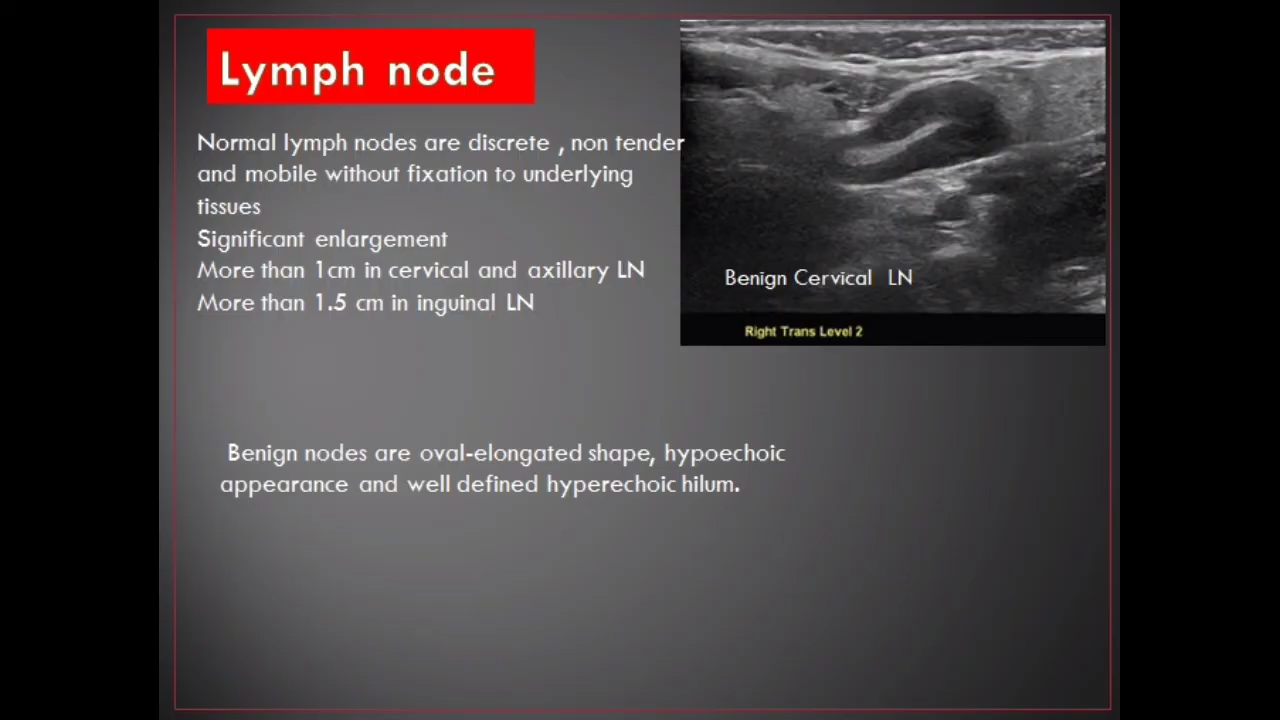 Lymph node
Normal lymph nodes are discrete , non tender
and mobile without fixation to underlying
tissues
Significant enlargement
More than 1cm in cervical and axillary LN
More than 1.5 cm in inguinal LN
Benign Cervical LN
Right Trans Level 2
Benign nodes are oval-elongated shape, hypoechoic
appearance and well defined hyperechoic hilum.